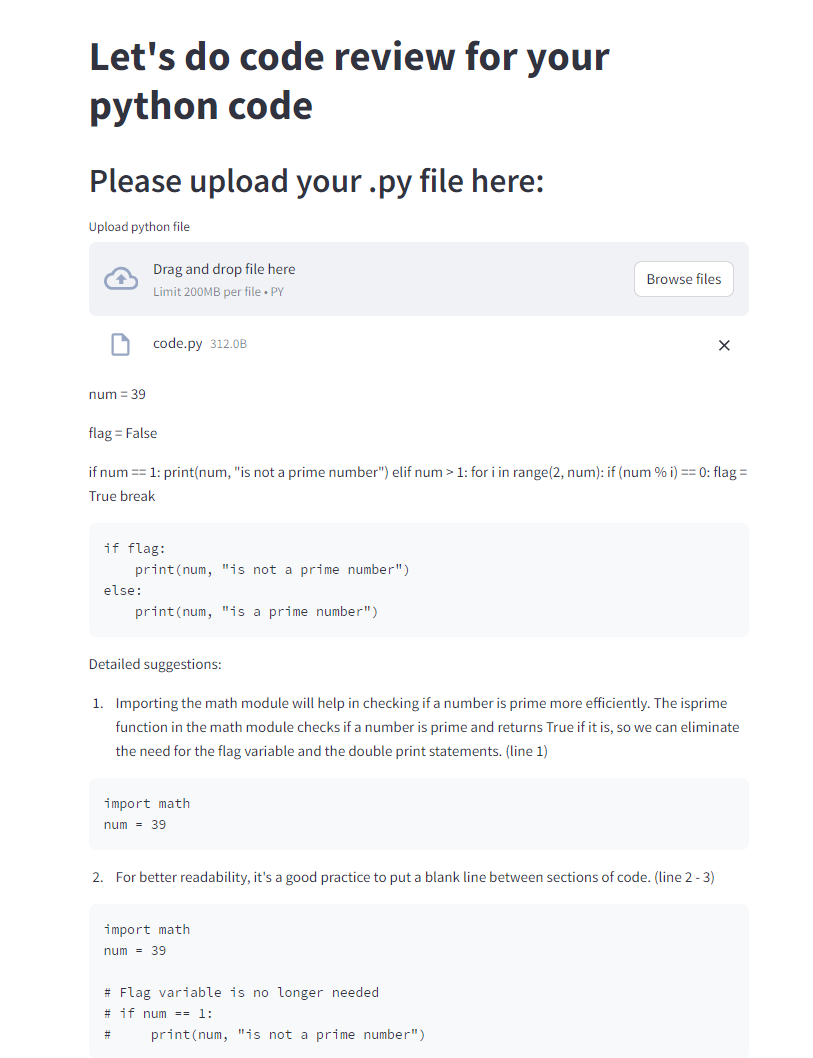 Let's do code review for your
python code
Please upload your .py file here:
Upload python file
Drag and drop file here
Limit 200MB per file • PY
Browse files
code.py 312.0B
num = 39
flag = False
if num == 1: print(num, "is not a prime number") elif num > 1: for i in range(2, num): if (num % i) == 0: flag =
True break
if flag:
    print(num, "is not a prime number")
else:
    print(num, "is a prime number")
Detailed suggestions:
1. Importing the math module will help in checking if a number is prime more efficiently. The isprime
function in the math module checks if a number is prime and returns True if it is, so we can eliminate
the need for the flag variable and the double print statements. (line 1)
import math
num = 39
2. For better readability, it's a good practice to put a blank line between sections of code. (line 2 - 3)
import math
num = 39
# Flag variable is no longer needed
# if num == 1:
#     print(num, "is not a prime number")